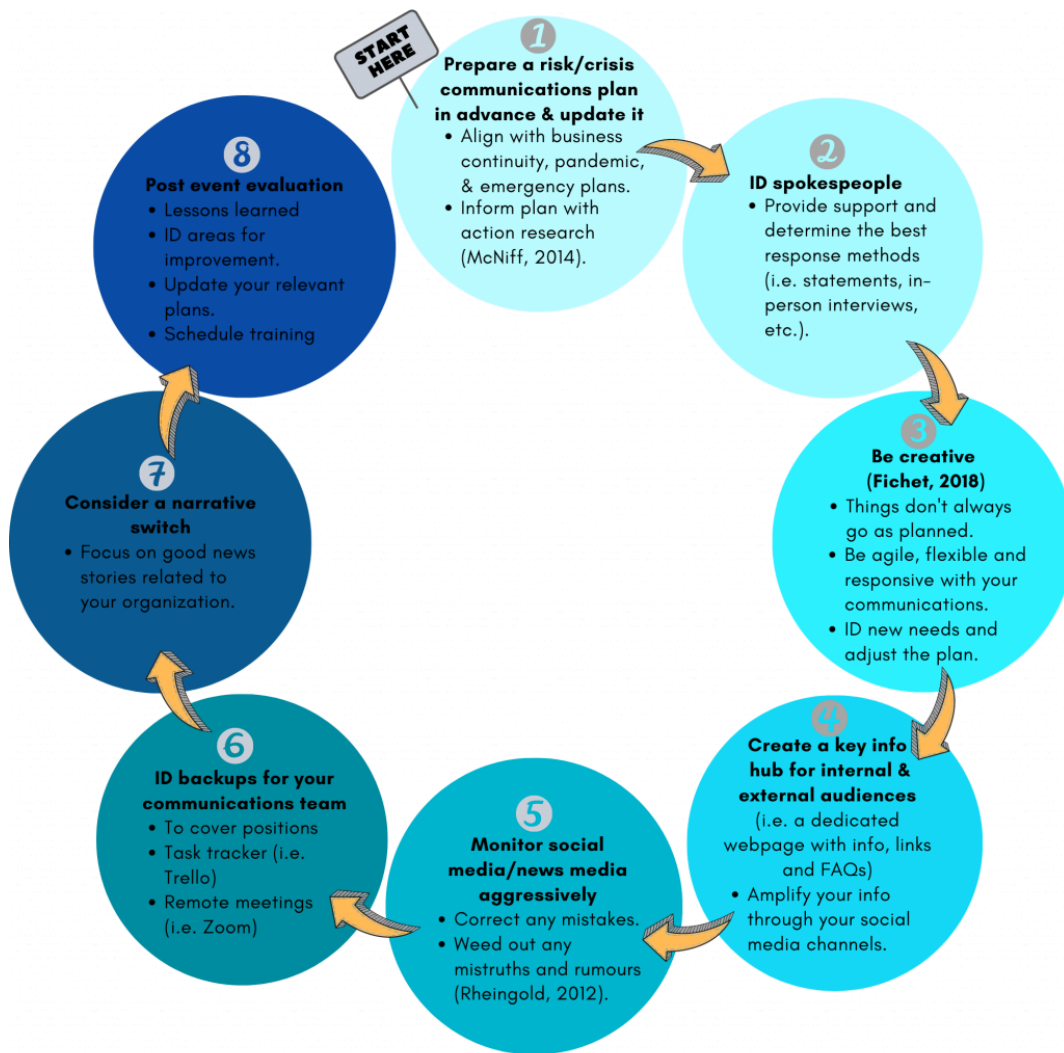 START
HERE
1
Prepare a risk/crisis
communications plan
in advance & update it
• Align with business
continuity, pandemic,
& emergency plans.
• Inform plan with
action research
(McNiff, 2014).
2
ID spokespeople
• Provide support and
determine the best
response methods
(i.e. statements, in-
person interviews,
etc.).
3
Be creative
(Fichet, 2018)
• Things don't always
go as planned.
• Be agile, flexible and
responsive with your
communications.
• ID new needs and
adjust the plan.
4
Create a key info
hub for internal &
external audiences
(i.e. a dedicated
webpage with info, links
and FAQs)
• Amplify your info
through your social
media channels.
5
Monitor social
media/news media
aggressively
• Correct any mistakes.
• Weed out any
mistruths and rumours
(Rheingold, 2012).
6
ID backups for your
communications team
• To cover positions
• Task tracker (i.e.
Trello)
• Remote meetings
(i.e. Zoom)
7
Consider a narrative
switch
• Focus on good news
stories related to
your organization.
8
Post event evaluation
• Lessons learned
• ID areas for
improvement.
• Update your relevant
plans.
• Schedule training